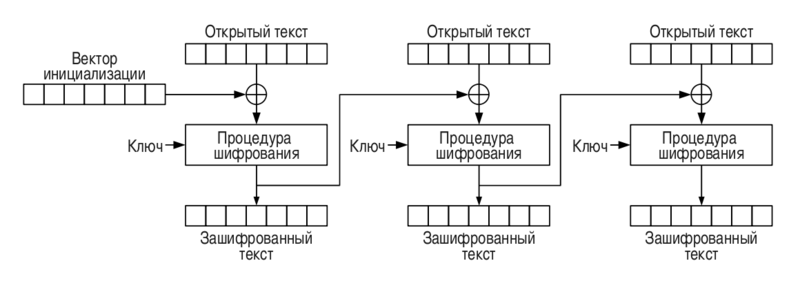 Открытый текст
Открытый текст
Открытый текст
Вектор
инициализации
Ключ
Процедура
шифрования
Ключ
Процедура
шифрования
Ключ
Процедура
шифрования
Зашифрованный
текст
Зашифрованный
текст
Зашифрованный
текст